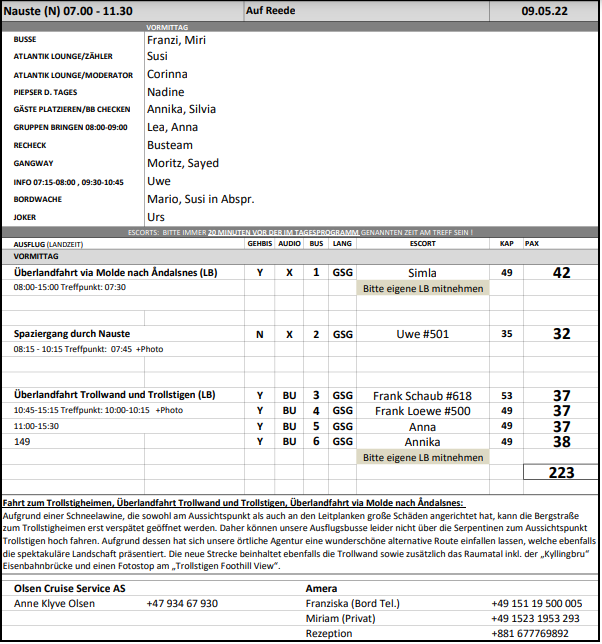 Nauste (N) 07.00 - 11.30 Auf Reede 09.05.22
VORMITTAG
BUSSE Franzi, Miri
ATLANTIK LOUNGE/ZÄHLER Susi
ATLANTIK LOUNGE/MODERATOR Corinna
PIEPSER D. TAGES Nadine
GÄSTE PLATZIEREN/BB CHECKEN Annika, Silvia
GRUPPEN BRINGEN 08:00-09:00 Lea, Anna
RECHECK Busteam
GANGWAY Moritz, Sayed
INFO 07:15-08:00 , 09:30-10:45 Uwe
BORDWACHE Mario, Susi in Abspr.
JOKER Urs
ESCORTS: BITTE IMMER 20 MINUTEN VOR DER IM TAGESPROGRAMM GENANNTEN ZEIT AM TREFF SEIN !
AUSFLUG (LANDZEIT) GEHBIS AUDIO BUS LANG ESCORT KAP PAX
VORMITTAG
Überlandfahrt via Molde nach Åndalsnes (LB) Y X 1 GSG Simla 49 42
08:00-15:00 Treffpunkt: 07:30 Bitte eigene LB mitnehmen
Spaziergang durch Nauste N X 2 GSG Uwe #501 35 32
08:15 - 10:15 Treffpunkt: 07:45 +Photo
Überlandfahrt Trollwand und Trollstigen (LB) Y BU 3 GSG Frank Schaub #618 53 37
10:45-15:15 Treffpunkt: 10:00-10:15 +Photo Y BU 4 GSG Frank Loewe #500 49 37
11:00-15:30 Y BU 5 GSG Anna 49 37
149 Y BU 6 GSG Annika 49 38
Bitte eigene LB mitnehmen
223
Fahrt zum Trollstigheimen, Überlandfahrt Trollwand und Trollstigen, Überlandfahrt via Molde nach Åndalsnes:
Aufgrund einer Schneelawine, die sowohl am Aussichtspunkt als auch an den Leitplanken große Schäden angerichtet hat, kann die Bergstraße
zum Trollstigheimen erst verspätet geöffnet werden. Daher können unsere Ausflugsbusse leider nicht über die Serpentinen zum Aussichtspunkt
Trollstigen hoch fahren. Aufgrund dessen hat sich unsere örtliche Agentur eine wunderschöne alternative Route einfallen lassen, welche ebenfalls
die spektakuläre Landschaft präsentiert. Die neue Strecke beinhaltet ebenfalls die Trollwand sowie zusätzlich das Raumatal inkl. der „Kyllingbru“
Eisenbahnbrücke und einen Fotostop am „Trollstigen Foothill View“.
Olsen Cruise Service AS Amera
Anne Klyve Olsen +47 934 67 930 Franziska (Bord Tel.) +49 151 19 500 005
Miriam (Privat) +49 1523 1953 293
Rezeption +881 677769892